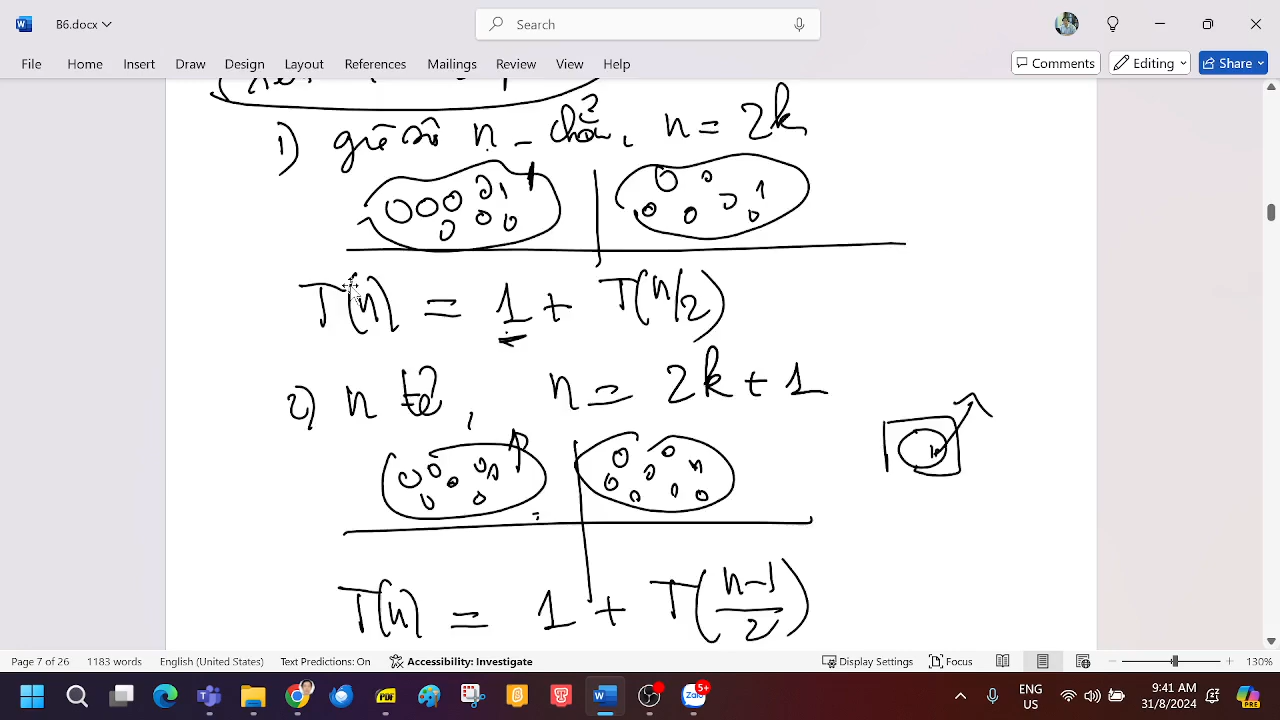 B6.docx
Search
File Home Insert Draw Design Layout References Mailings Review View Help
Comments Editing Share
1) giả sử n - chẵn, n = 2k
T(n) = 1 + T(n/2)
2) n lẻ, n = 2k + 1
T(n) = 1 + T((n-1)/2)
Page 7 of 26 1183 words English (United States) Text Predictions: On Accessibility: Investigate Display Settings Focus 130%
5+
ENG
US
9:41 AM
31/8/2024
PRE